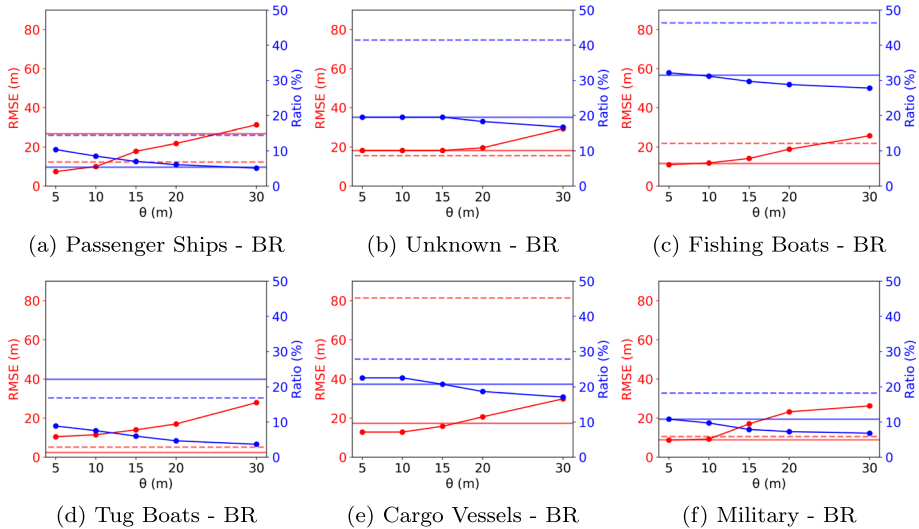 RMSE (m)
80
60
40
20
0
5 10 15 20 30
θ (m)
50
40
30
20
10
0
Ratio (%)
(a) Passenger Ships - BR
RMSE (m)
80
60
40
20
0
5 10 15 20 30
θ (m)
50
40
30
20
10
0
Ratio (%)
(b) Unknown - BR
RMSE (m)
80
60
40
20
0
5 10 15 20 30
θ (m)
50
40
30
20
10
0
Ratio (%)
(c) Fishing Boats - BR
RMSE (m)
80
60
40
20
0
5 10 15 20 30
θ (m)
50
40
30
20
10
0
Ratio (%)
(d) Tug Boats - BR
RMSE (m)
80
60
40
20
0
5 10 15 20 30
θ (m)
50
40
30
20
10
0
Ratio (%)
(e) Cargo Vessels - BR
RMSE (m)
80
60
40
20
0
5 10 15 20 30
θ (m)
50
40
30
20
10
0
Ratio (%)
(f) Military - BR